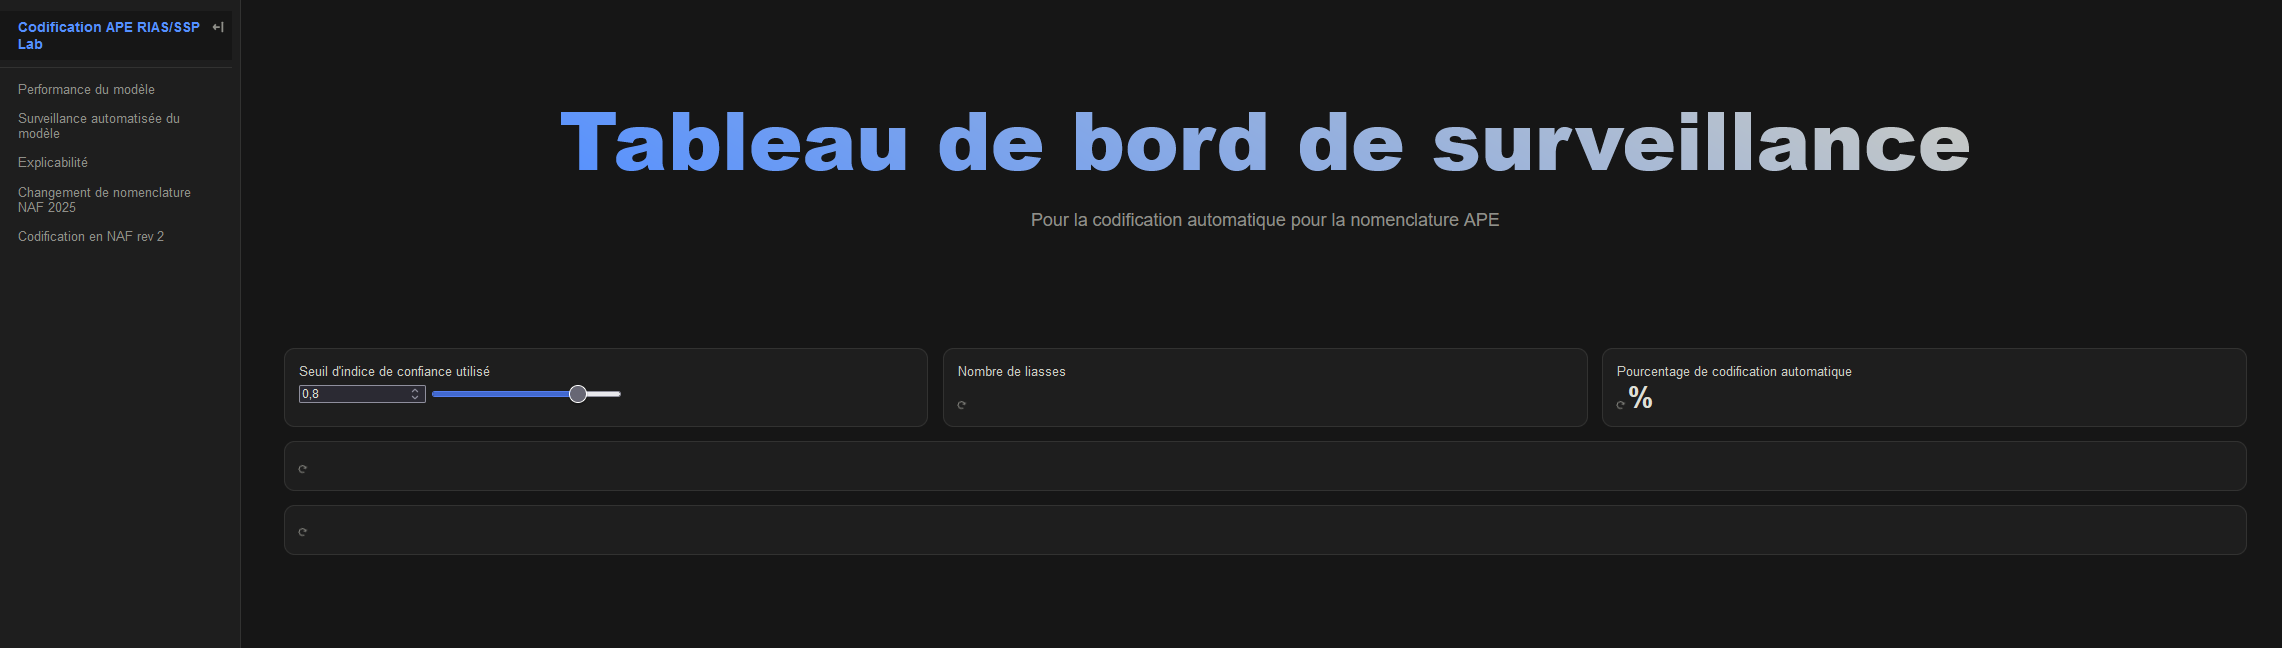 Codification APE RIAS/SSP
Lab
Performance du modèle
Surveillance automatisée du
modèle
Explicabilité
Changement de nomenclature
NAF 2025
Codification en NAF rev 2
Tableau de bord de surveillance
Pour la codification automatique pour la nomenclature APE
Seuil d'indice de confiance utilisé
0,8
Nombre de liasses
Pourcentage de codification automatique
%